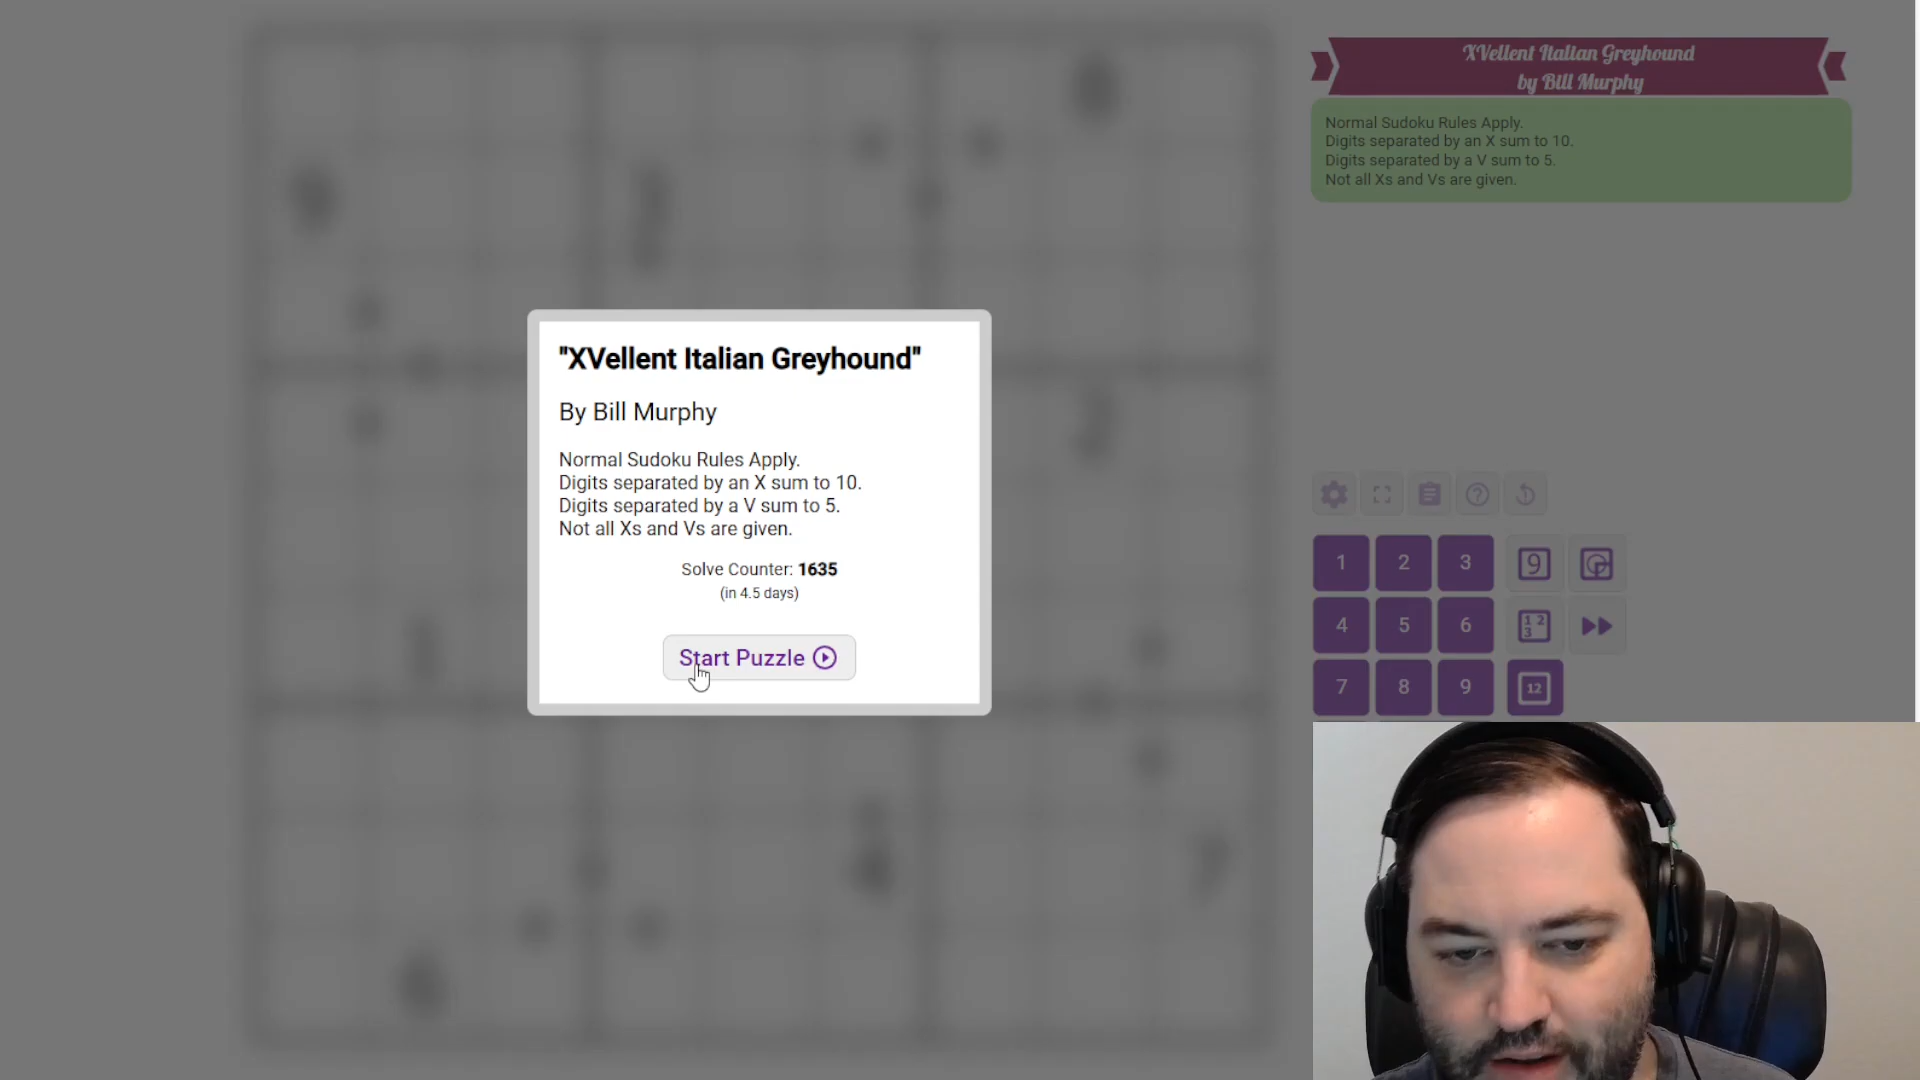 XVellent Italian Greyhound
by Bill Murphy
Normal Sudoku Rules Apply.
Digits separated by an X sum to 10.
Digits separated by a V sum to 5.
Not all Xs and Vs are given.
"XVellent Italian Greyhound"
By Bill Murphy
Normal Sudoku Rules Apply.
Digits separated by an X sum to 10.
Digits separated by a V sum to 5.
Not all Xs and Vs are given.
Solve Counter: 1635
(in 4.5 days)
Start Puzzle
1 2 3 9
4 5 6 1 2 3
7 8 9 12